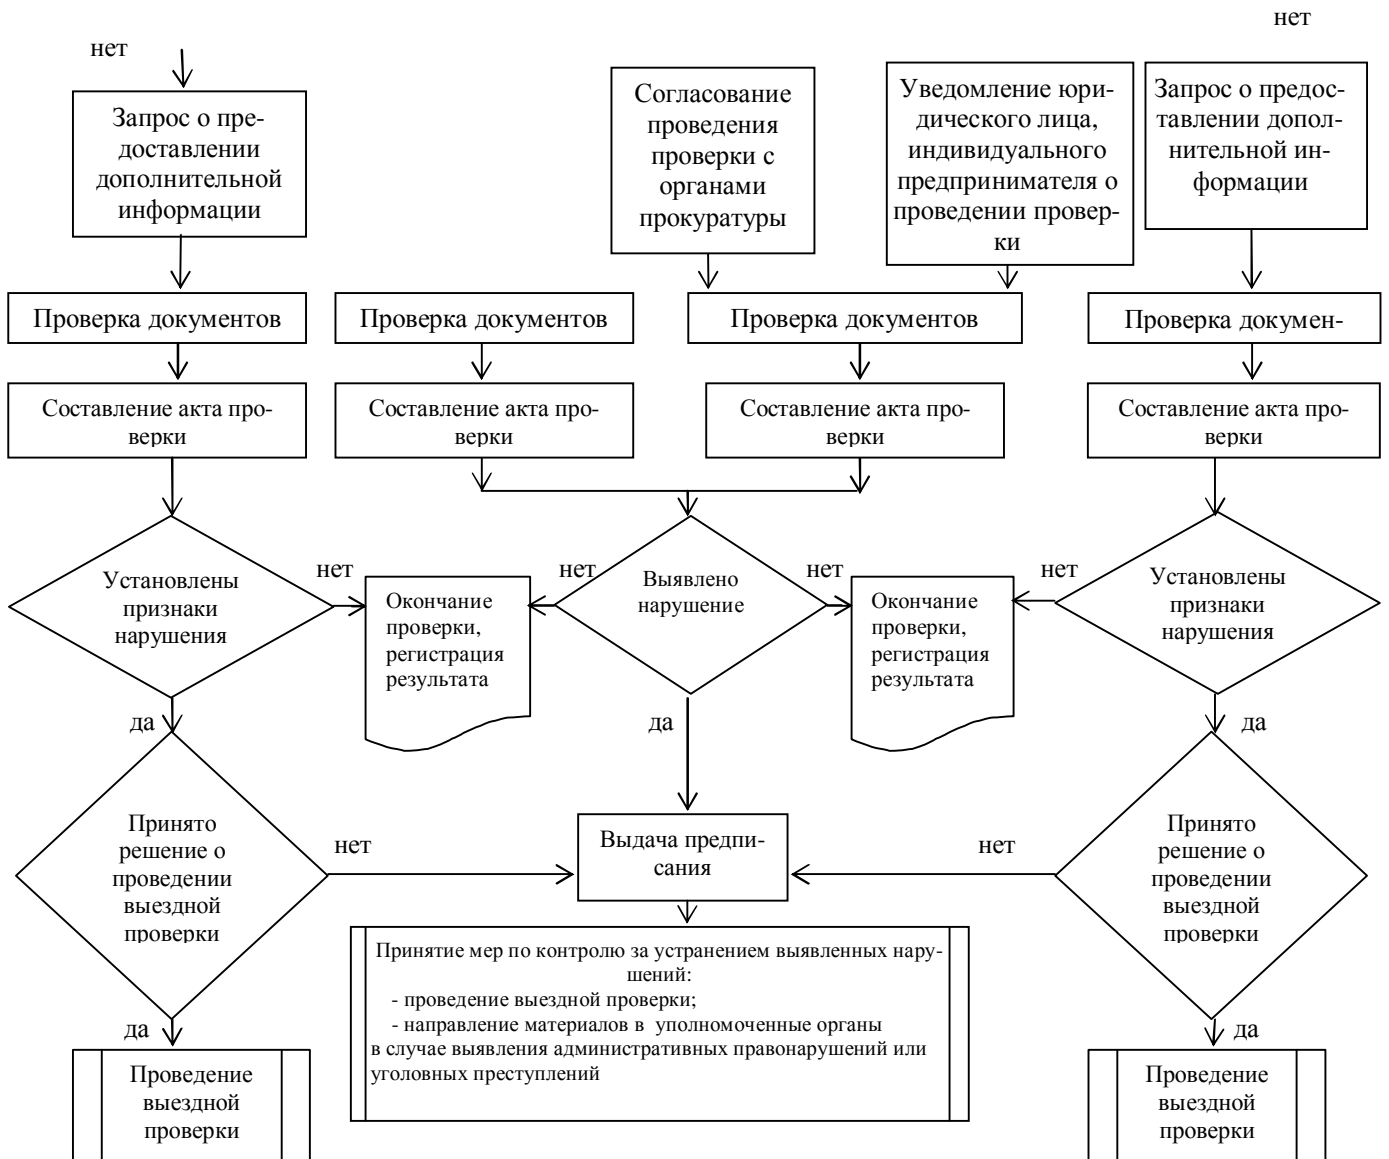 нет
нет
Запрос о пре-
доставлении
дополнительной
информации
Согласование
проведения
проверки с
органами
прокуратуры
Уведомление юри-
дического лица,
индивидуального
предпринимателя о
проведении провер-
ки
Запрос о предос-
тавлении допол-
нительной ин-
формации
Проверка документов
Проверка документов
Проверка документов
Проверка докумен-
Составление акта про-
верки
Составление акта про-
верки
Составление акта про-
верки
Составление акта про-
верки
Установлены
признаки
нарушения
нет
Окончание
проверки,
регистрация
результата
нет
Выявлено
нарушение
нет
Окончание
проверки,
регистрация
результата
нет
Установлены
признаки
нарушения
да
да
да
Принято
решение о
проведении
выездной
проверки
нет
Выдача предпи-
сания
нет
Принято
решение о
проведении
выездной
проверки
Принятие мер по контролю за устранением выявленных нару-
шений:
- проведение выездной проверки;
- направление материалов в уполномоченные органы
в случае выявления административных правонарушений или
уголовных преступлений
да
да
Проведение
выездной
проверки
Проведение
выездной
проверки